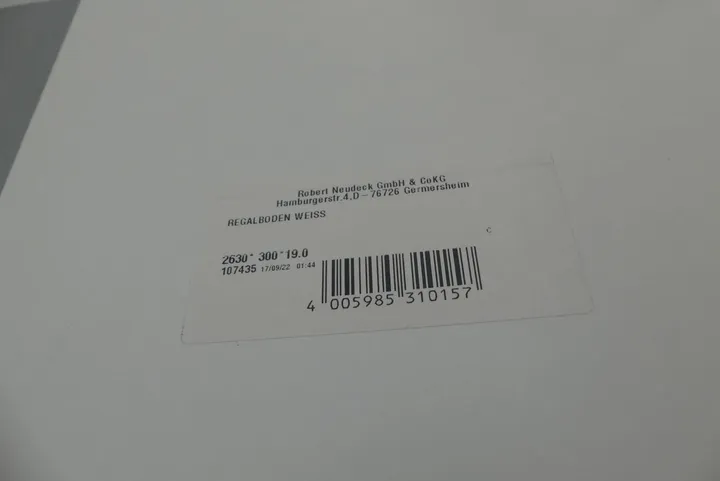 Robert Neudeck GmbH & CoKG
Hamburgerstr.4,D-76726 Germersheim
REGALBODEN WEISS
C
2630* 300*19.0
107435 17/09/22 01:44
4 005985 310157